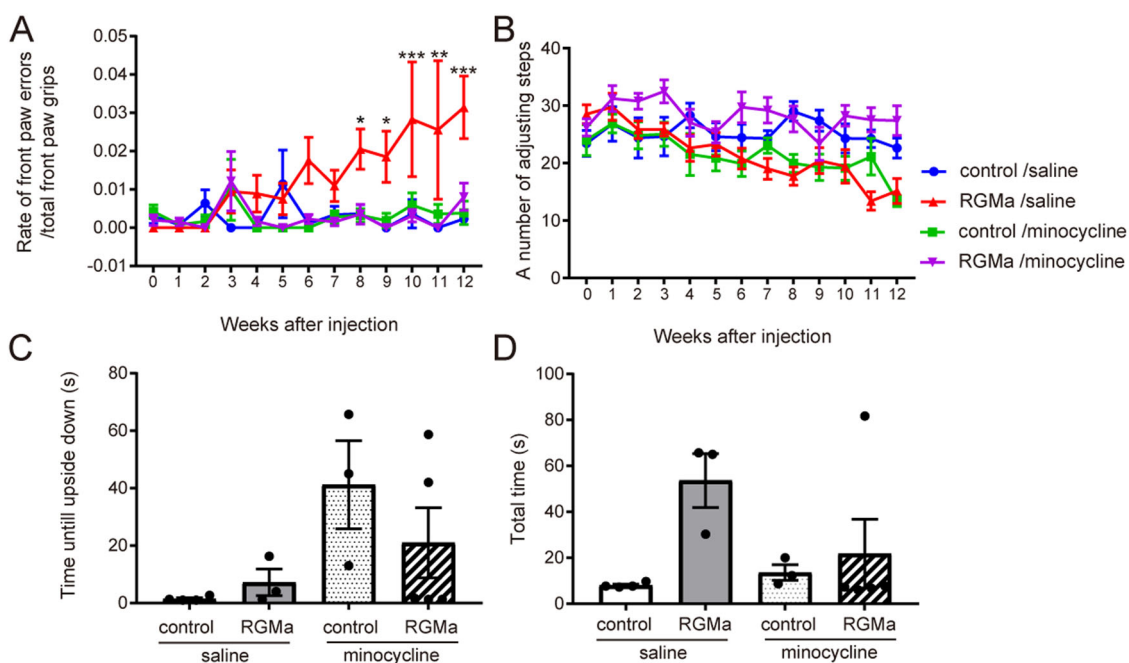 A
Rate of front paw errors
/total front paw grips
0.05
0.04
0.03
0.02
0.01
0.00
-0.01
* * *** ** ***
0 1 2 3 4 5 6 7 8 9 10 11 12
Weeks after injection
B
A number of adjusting steps
40
30
20
10
0
0 1 2 3 4 5 6 7 8 9 10 11 12
Weeks after injection
control /saline
RGMa /saline
control /minocycline
RGMa /minocycline
C
Time untill upside down (s)
80
60
40
20
0
control RGMa control RGMa
saline minocycline
D
Total time (s)
100
80
60
40
20
0
control RGMa control RGMa
saline minocycline